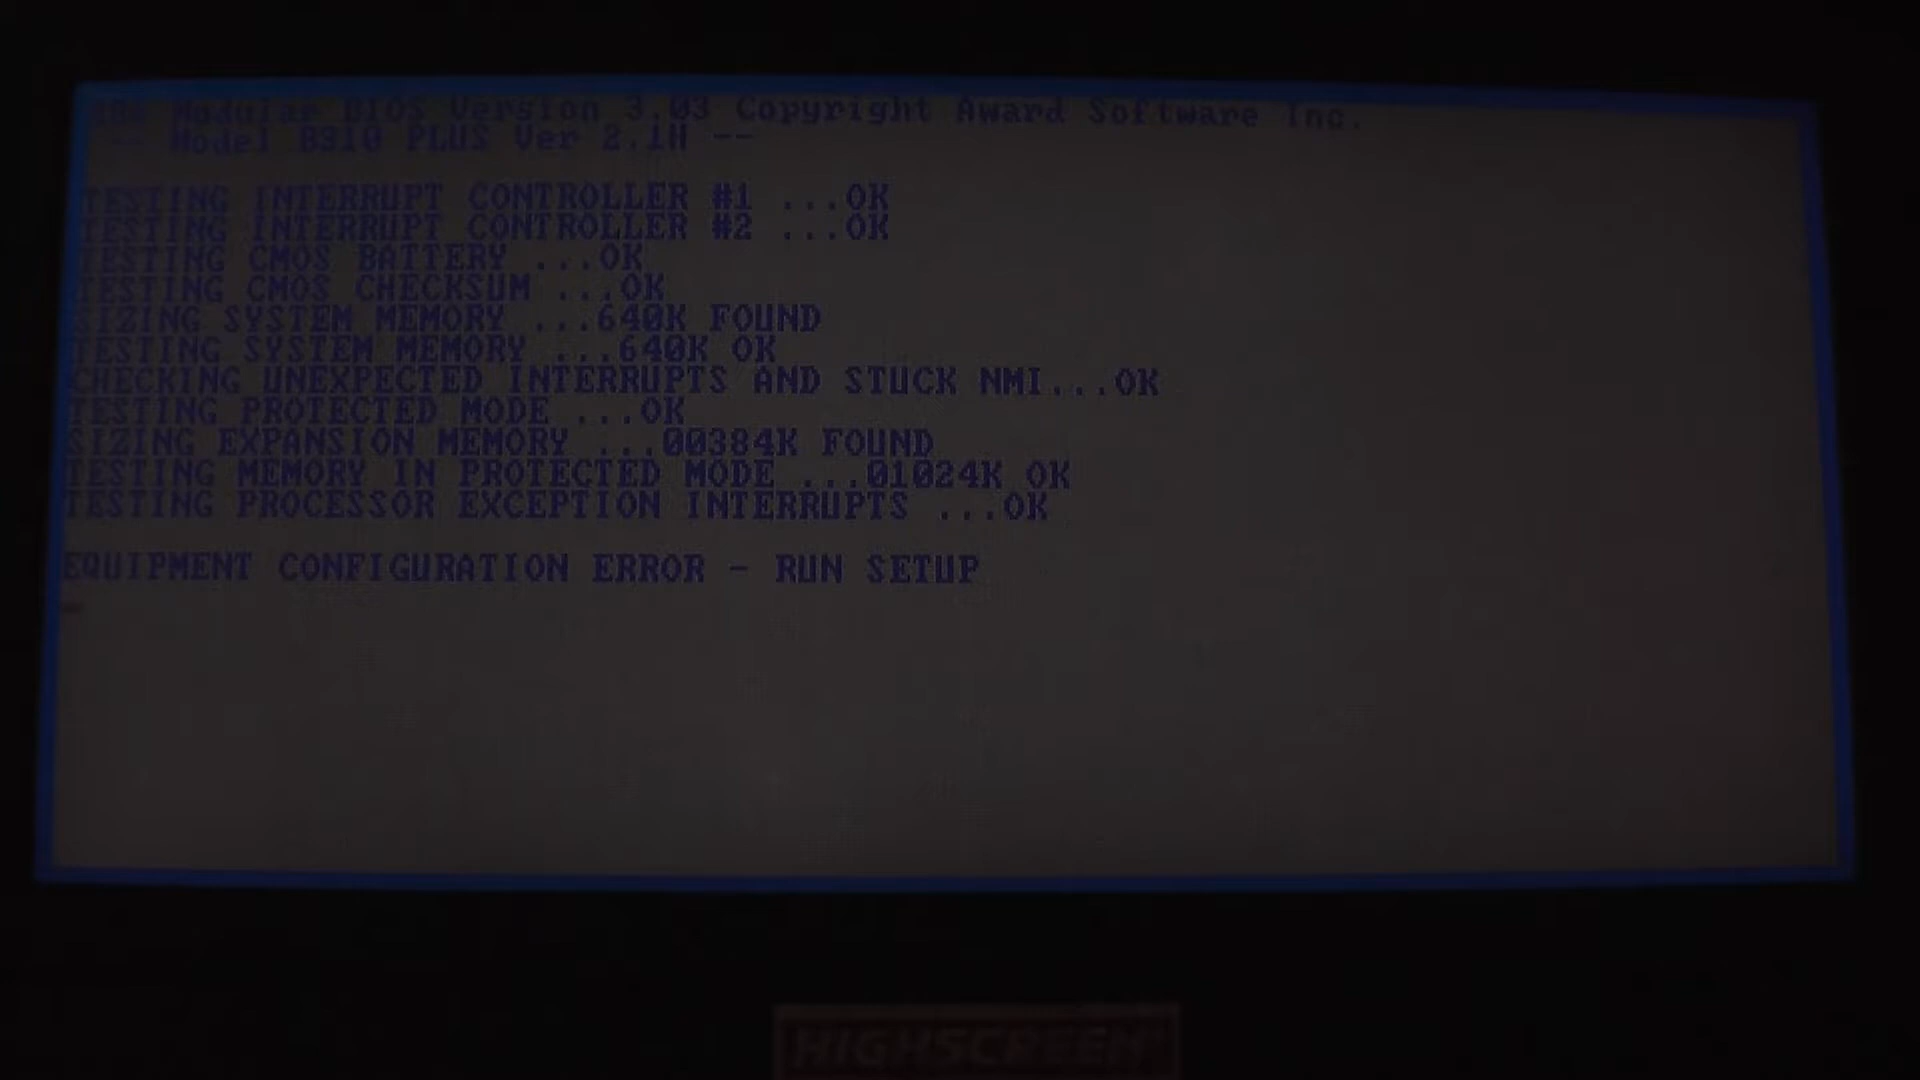 Modular BIOS Version 3.03 Copyright Award Software Inc.
-- Model B310 PLUS Ver 2.1H --
TESTING INTERRUPT CONTROLLER #1 ...OK
TESTING INTERRUPT CONTROLLER #2 ...OK
TESTING CMOS BATTERY ...OK
TESTING CMOS CHECKSUM ...OK
SIZING SYSTEM MEMORY ...640K FOUND
TESTING SYSTEM MEMORY ...640K OK
CHECKING UNEXPECTED INTERRUPTS AND STUCK NMI...OK
TESTING PROTECTED MODE ...OK
SIZING EXPANSION MEMORY ...00384K FOUND
TESTING MEMORY IN PROTECTED MODE ...01024K OK
TESTING PROCESSOR EXCEPTION INTERRUPTS ...OK
EQUIPMENT CONFIGURATION ERROR - RUN SETUP
HIGHSCREEN